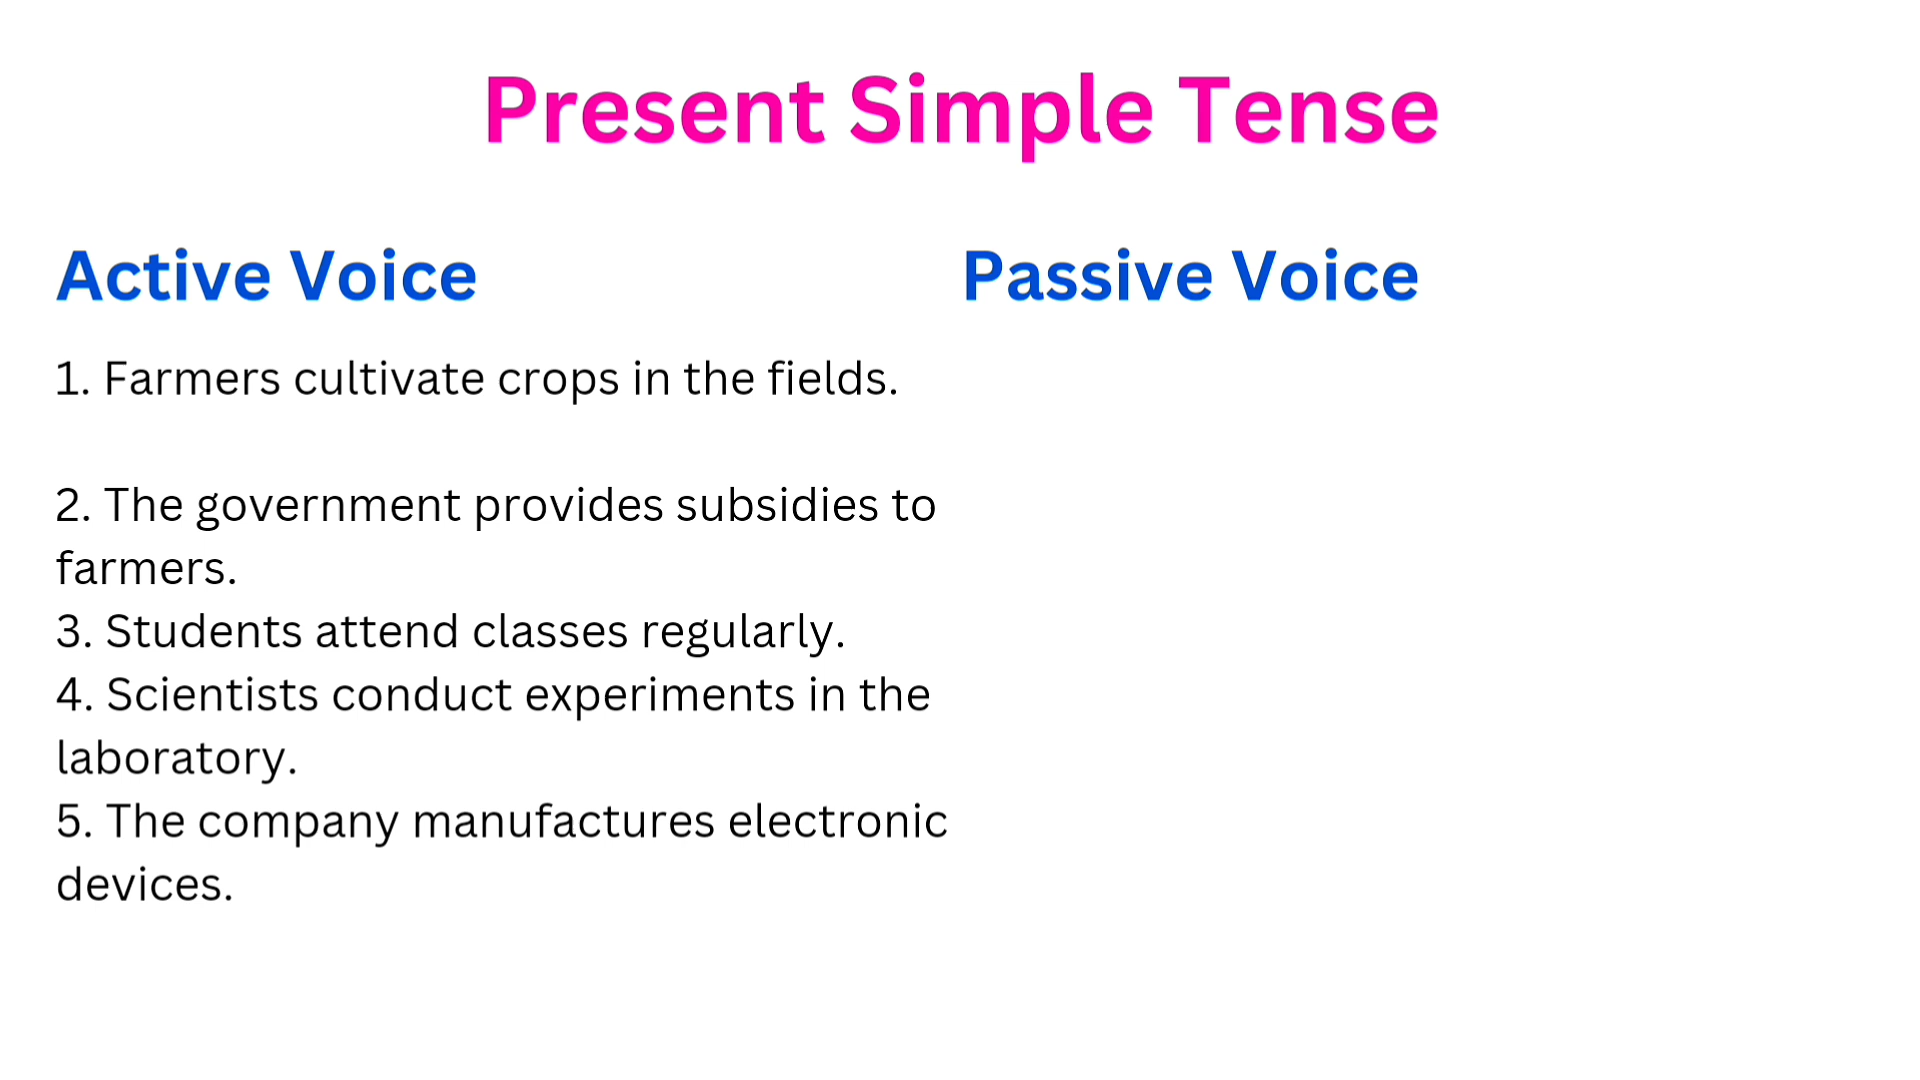 Present Simple Tense
Active Voice
Passive Voice
1. Farmers cultivate crops in the fields.
2. The government provides subsidies to
farmers.
3. Students attend classes regularly.
4. Scientists conduct experiments in the
laboratory.
5. The company manufactures electronic
devices.